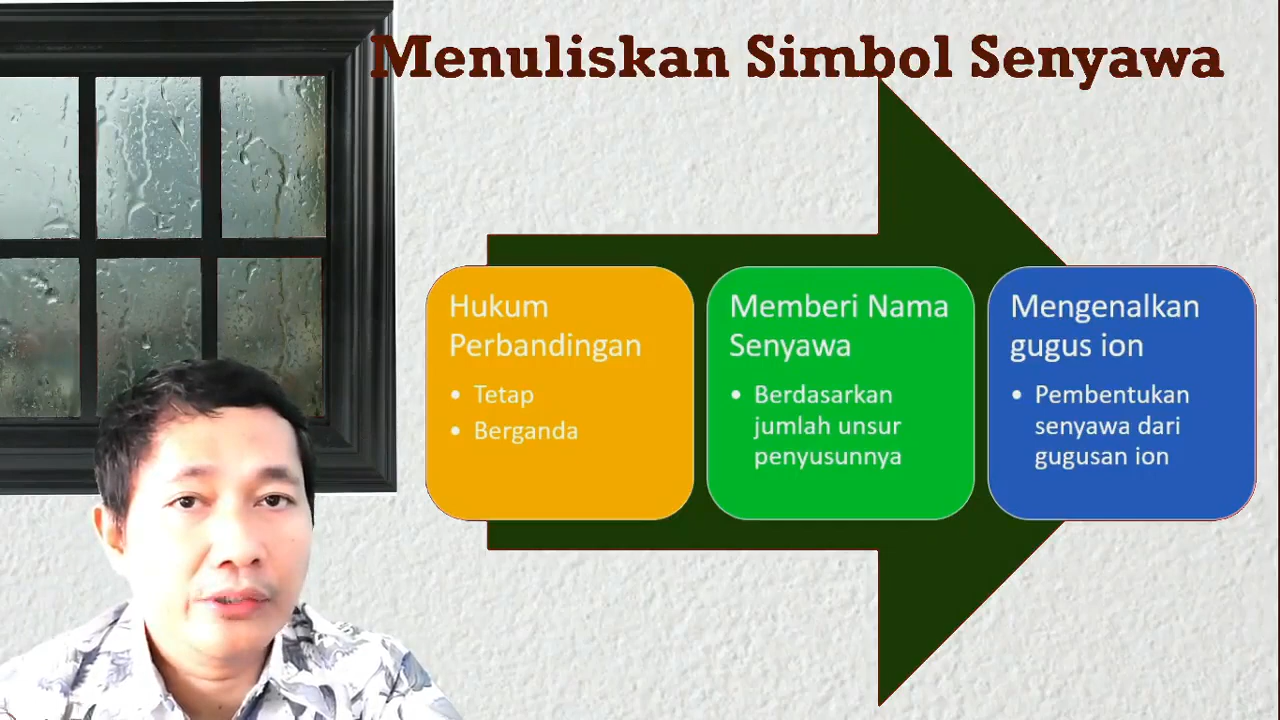 Menuliskan Simbol Senyawa
Hukum
Perbandingan
• Tetap
• Berganda
Memberi Nama
Senyawa
• Berdasarkan
jumlah unsur
penyusunnya
Mengenalkan
gugus ion
• Pembentukan
senyawa dari
gugusan ion